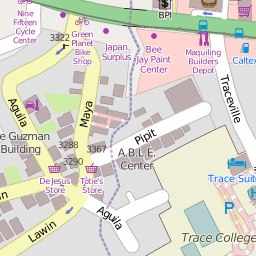 Nine Fifteen
Cycle Center
3322
Green
Planet
Bike
Shop
Japan
Surplus
BPI
Bee
Jay Paint
Center
Maquiling
Builders
Depot
Caltex
Traceville
Aguila
Maya
e Guzman
Building
3288
3367
3290
De Jesus
Store
Totie's
Store
Pipit
A.B.L.E.
Center
Lawin
Aguila
Trace Suit
P
Trace College